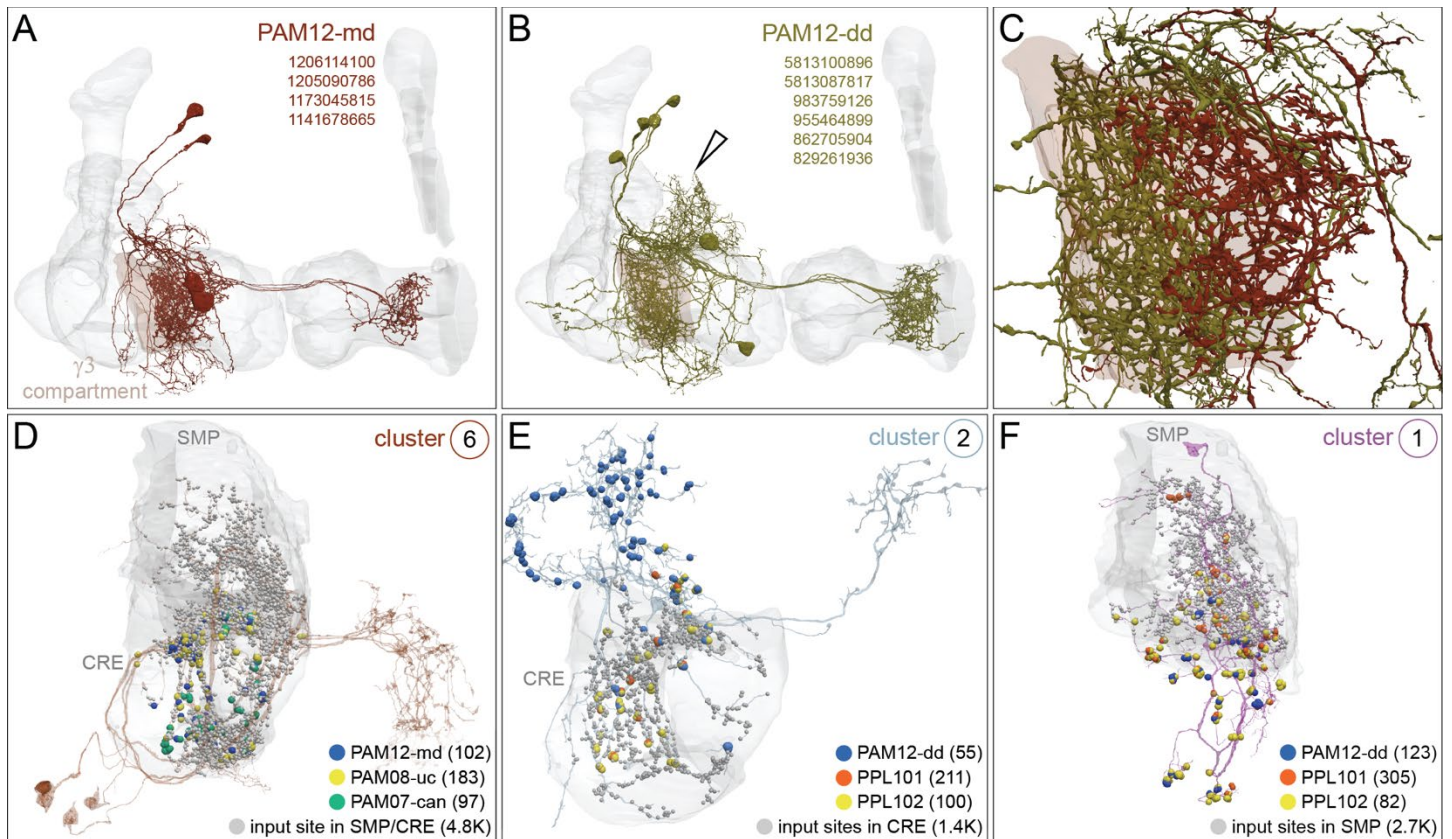 A
PAM12-md
1206114100
1205090786
1173045815
1141678665
γ3
compartment
B
PAM12-dd
5813100896
5813087817
983759126
955464899
862705904
829261936
C
D
SMP
cluster 6
CRE
PAM12-md (102)
PAM08-uc (183)
PAM07-can (97)
input site in SMP/CRE (4.8K)
E
cluster 2
CRE
PAM12-dd (55)
PPL101 (211)
PPL102 (100)
input sites in CRE (1.4K)
F
SMP
cluster 1
PAM12-dd (123)
PPL101 (305)
PPL102 (82)
input sites in SMP (2.7K)